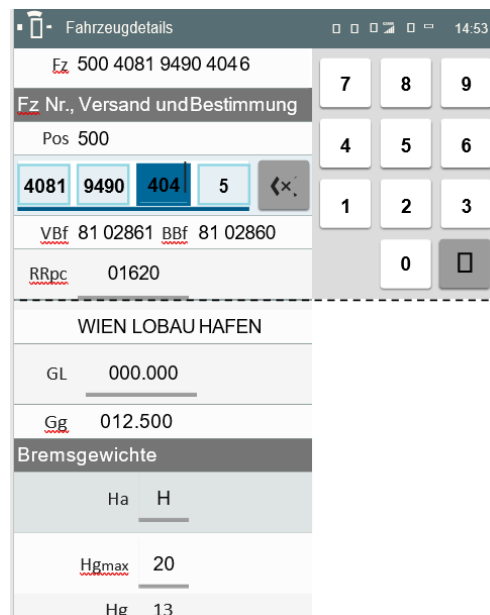 Fahrzeugdetails 14:53
Fz 500 4081 9490 4046
Fz Nr., Versand undBestimmung
Pos 500
4081 9490 404 5
VBf 81 02861 BBf 81 02860
RRpc 01620
WIEN LOBAU HAFEN
GL 000.000
Gg 012.500
Bremsgewichte
Ha H
Hgmax 20
Hg 13
7 8 9
4 5 6
1 2 3
0